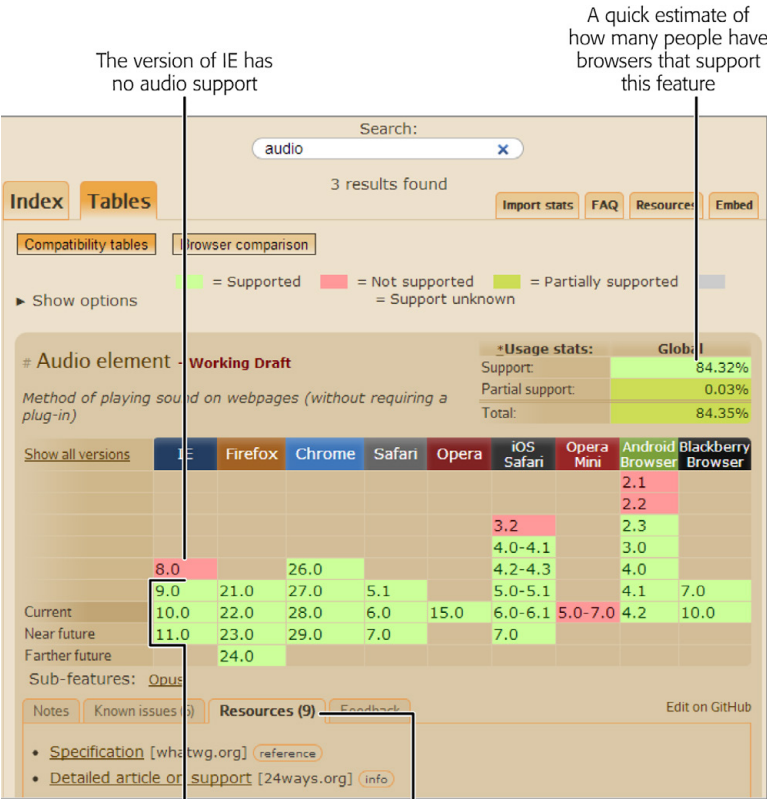 A quick estimate of
how many people have
browsers that support
this feature
The version of IE has
no audio support
Search:
audio
3 results found
Index Tables
Import stats FAQ Resources Embed
Compatibility tables Browser comparison
= Supported = Not supported = Partially supported
= Support unknown
▸ Show options
# Audio element - Working Draft
Method of playing sound on webpages (without requiring a
plug-in)
*Usage stats: Global
Support: 84.32%
Partial support: 0.03%
Total: 84.35%
Show all versions IE Firefox Chrome Safari Opera iOS Safari Opera Mini Android Browser Blackberry Browser
2.1
2.2
3.2 2.3
4.0-4.1 3.0
8.0 26.0 4.2-4.3 4.0
9.0 21.0 27.0 5.1 5.0-5.1 4.1 7.0
Current 10.0 22.0 28.0 6.0 15.0 6.0-6.1 5.0-7.0 4.2 10.0
Near future 11.0 23.0 29.0 7.0 7.0
Farther future 24.0
Sub-features: Opus
Notes Known issues (5) Resources (9) Feedback Edit on GitHub
• Specification [whatwg.org] reference
• Detailed article on support [24ways.org] info